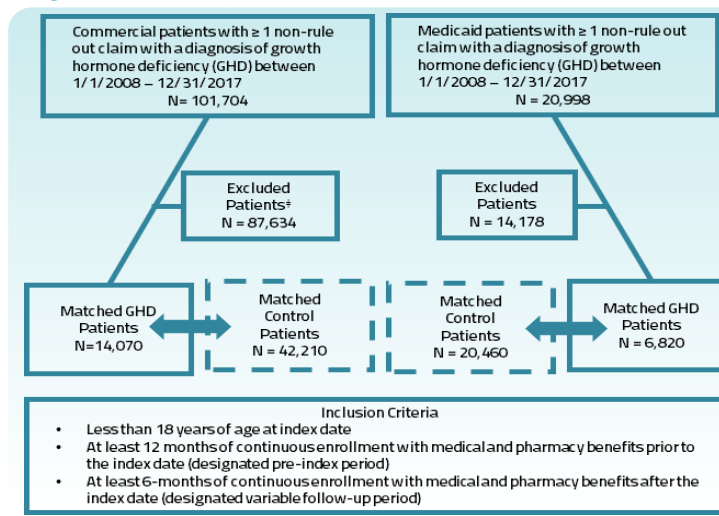 Commercial patients with ≥ 1 non-rule
out claim with a diagnosis of growth
hormone deficiency (GHD) between
1/1/2008 – 12/31/2017
N= 101,704
Medicaid patients with ≥ 1 non-rule out
claim with a diagnosis of growth
hormone deficiency (GHD) between
1/1/2008 – 12/31/2017
N = 20,998
Excluded
Patients‡
N = 87,634
Excluded
Patients
N = 14,178
Matched GHD
Patients
N=14,070
Matched
Control
Patients
N = 42,210
Matched
Control
Patients
N = 20,460
Matched GHD
Patients
N = 6,820
Inclusion Criteria
• Less than 18 years of age at index date
• At least 12 months of continuous enrollment with medical and pharmacy benefits prior to
the index date (designated pre-index period)
• At least 6-months of continuous enrollment with medical and pharmacy benefits after the
index date (designated variable follow-up period)